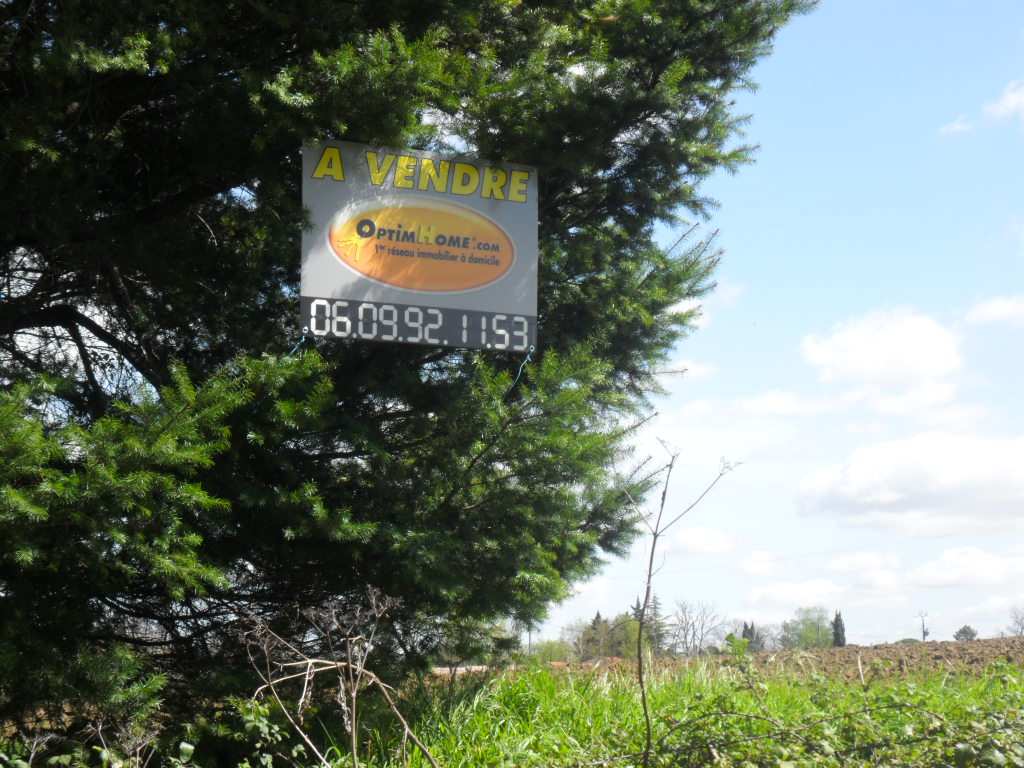 A VENDRE
OPTIMHOME.COM
1er réseau immobilier à domicile
06.09.92.11.53